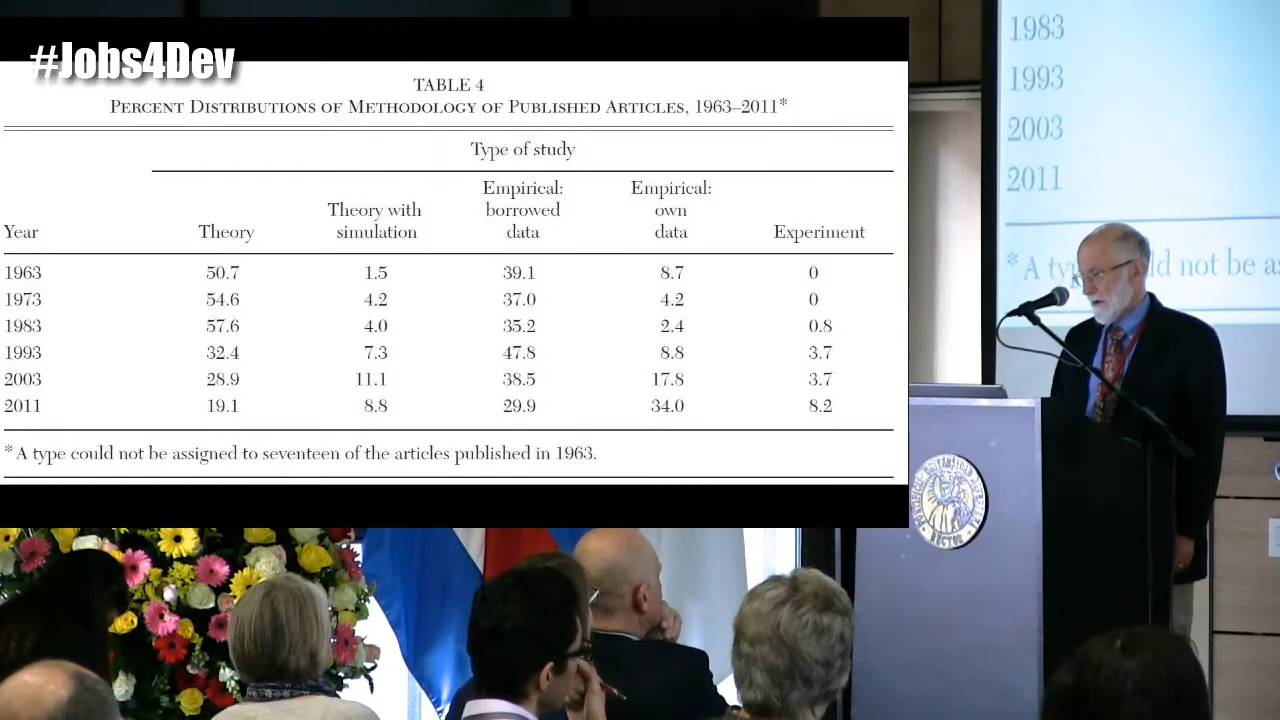 #Jobs4Dev
TABLE 4
PERCENT DISTRIBUTIONS OF METHODOLOGY OF PUBLISHED ARTICLES, 1963–2011*
Type of study
Year Theory Theory with simulation Empirical: borrowed data Empirical: own data Experiment
1963 50.7 1.5 39.1 8.7 0
1973 54.6 4.2 37.0 4.2 0
1983 57.6 4.0 35.2 2.4 0.8
1993 32.4 7.3 47.8 8.8 3.7
2003 28.9 11.1 38.5 17.8 3.7
2011 19.1 8.8 29.9 34.0 8.2
*A type could not be assigned to seventeen of the articles published in 1963.
1983
1993
2003
2011
*A ty ld not be a
RECTOR